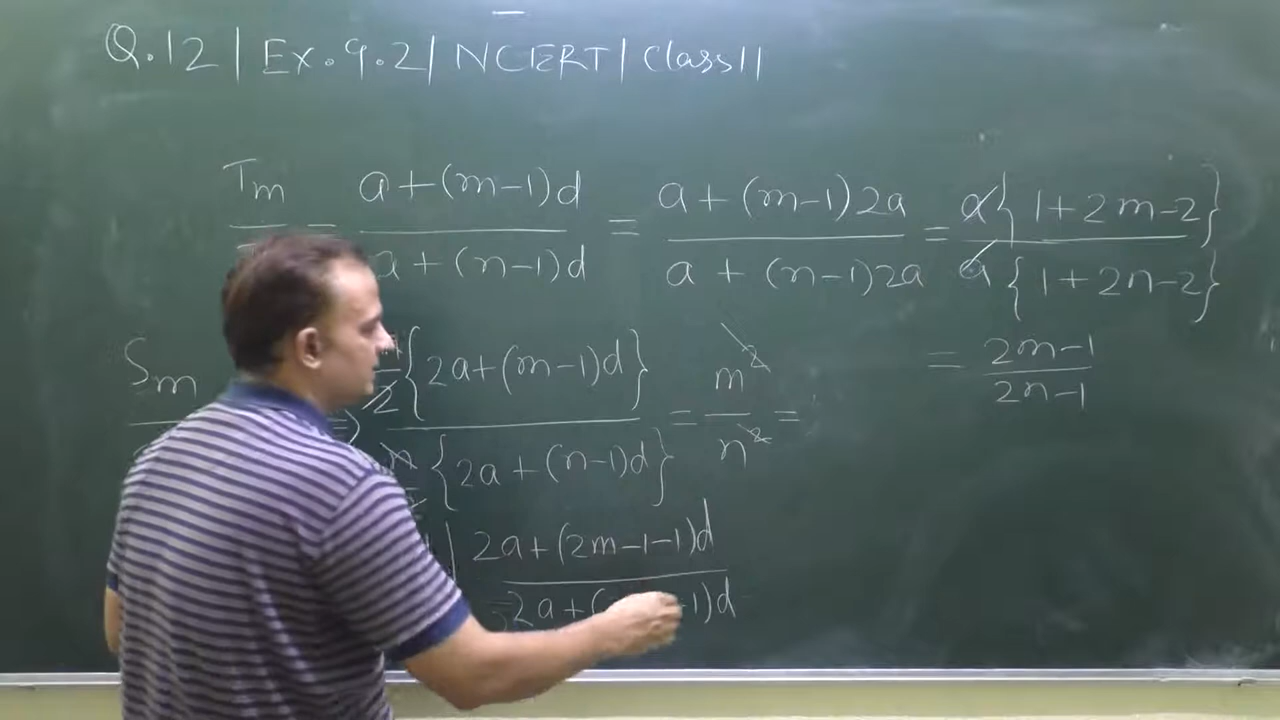 Q.12 | Ex. 9.2 | NCERT | Class 11
Tm a+(m-1)d = a+(m-1)2a = a{1+2m-2}
a+(n-1)d a+(n-1)2a a{1+2n-2}
= 2m-1
2n-1
Sm ⇒ 2 {2a+(m-1)d} = m² =
n {2a+(n-1)d} n²
2a+(2m-1-1)d
2a+( -1)d